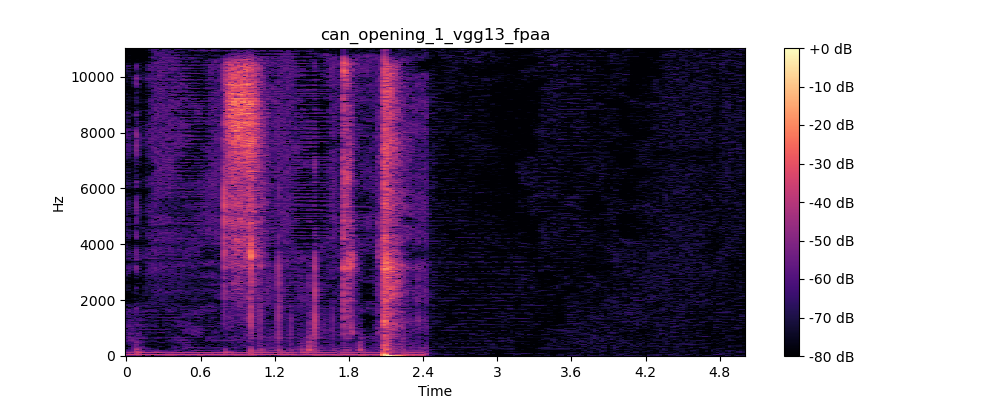 can_opening_1_vgg13_fpaa
10000
8000
6000
4000
2000
0
Hz
0 0.6 1.2 1.8 2.4 3 3.6 4.2 4.8
Time
+0 dB
-10 dB
-20 dB
-30 dB
-40 dB
-50 dB
-60 dB
-70 dB
-80 dB